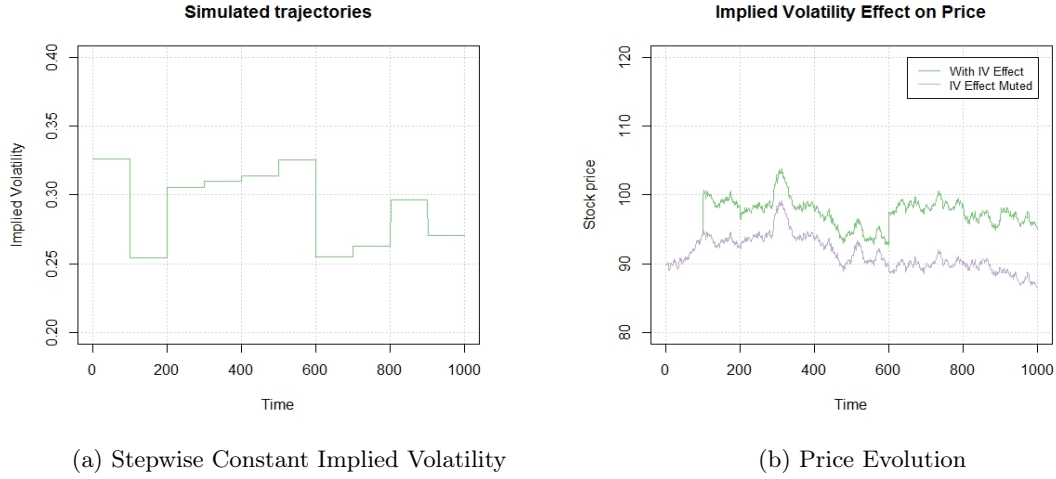 Simulated trajectories
Implied Volatility
0.40
0.35
0.30
0.25
0.20
0 200 400 600 800 1000
Time
(a) Stepwise Constant Implied Volatility
Implied Volatility Effect on Price
Stock price
120
110
100
90
80
With IV Effect
IV Effect Muted
0 200 400 600 800 1000
Time
(b) Price Evolution